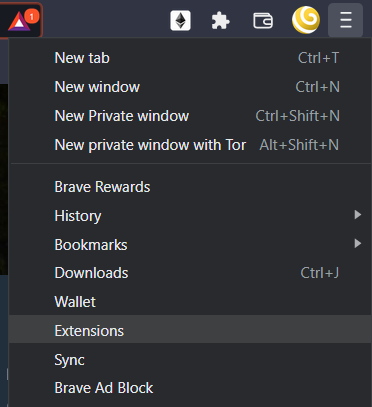 1
New tab Ctrl+T
New window Ctrl+N
New Private window Ctrl+Shift+N
New private window with Tor Alt+Shift+N
Brave Rewards
History
Bookmarks
Downloads Ctrl+J
Wallet
Extensions
Sync
Brave Ad Block